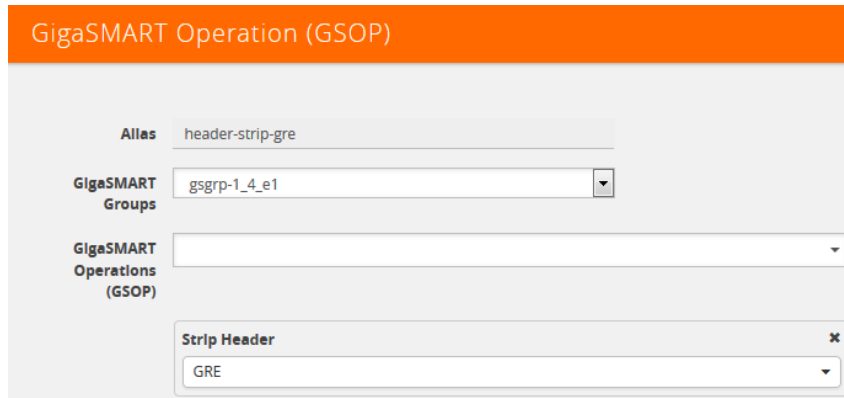 GigaSMART Operation (GSOP)
Alias
header-strip-gre
GigaSMART
Groups
gsgrp-1_4_e1
GigaSMART
Operations
(GSOP)
Strip Header
GRE